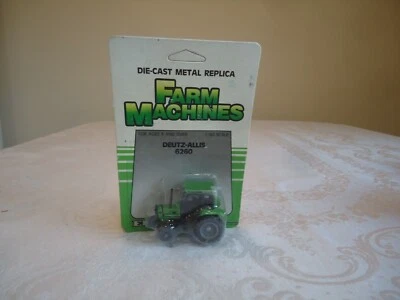 DIE-CAST METAL REPLICA
FARM
MACHINES
DEUTZ-ALLIS
6260